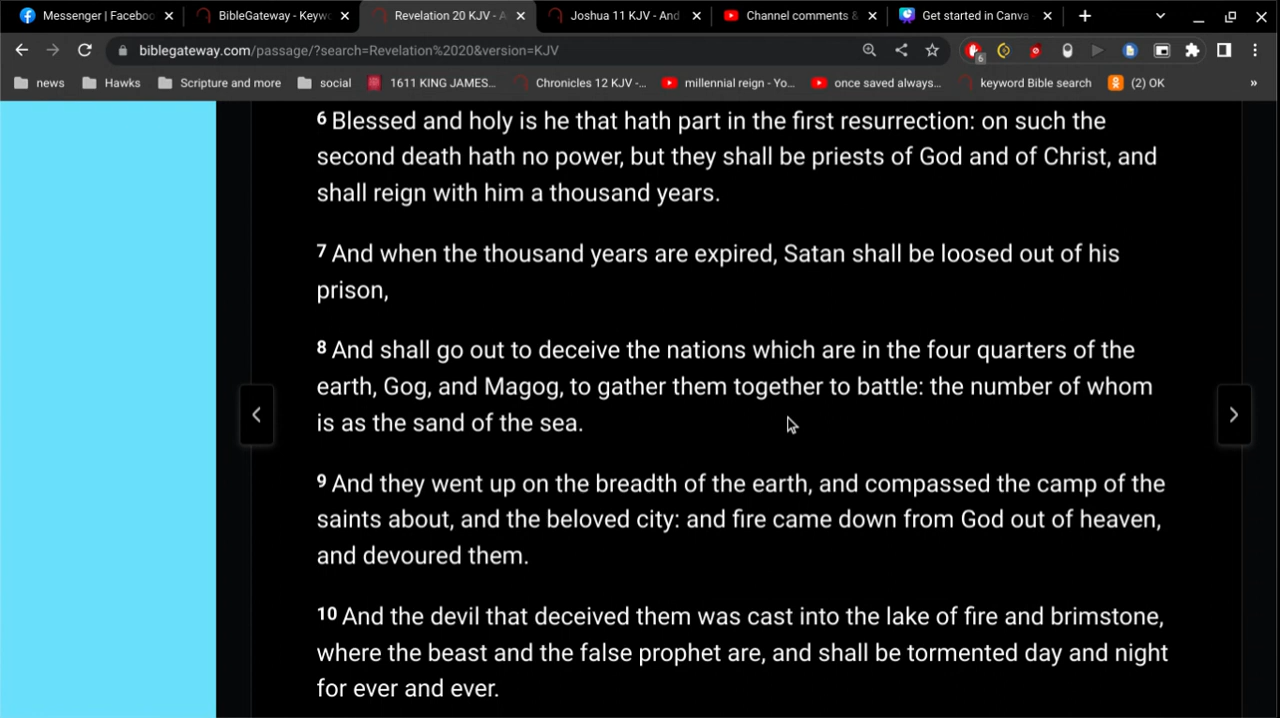 Messenger | Faceboo
BibleGateway - Keyw
Revelation 20 KJV - A
Joshua 11 KJV - And
Channel comments &
Get started in Canva
biblegateway.com/passage/?search=Revelation%2020&version=KJV
6
news
Hawks
Scripture and more
social
1611 KING JAMES...
Chronicles 12 KJV -...
millennial reign - Yo...
once saved always...
keyword Bible search
(2) OK
»
6 Blessed and holy is he that hath part in the first resurrection: on such the
second death hath no power, but they shall be priests of God and of Christ, and
shall reign with him a thousand years.
7 And when the thousand years are expired, Satan shall be loosed out of his
prison,
8 And shall go out to deceive the nations which are in the four quarters of the
earth, Gog, and Magog, to gather them together to battle: the number of whom
is as the sand of the sea.
9 And they went up on the breadth of the earth, and compassed the camp of the
saints about, and the beloved city: and fire came down from God out of heaven,
and devoured them.
10 And the devil that deceived them was cast into the lake of fire and brimstone,
where the beast and the false prophet are, and shall be tormented day and night
for ever and ever.